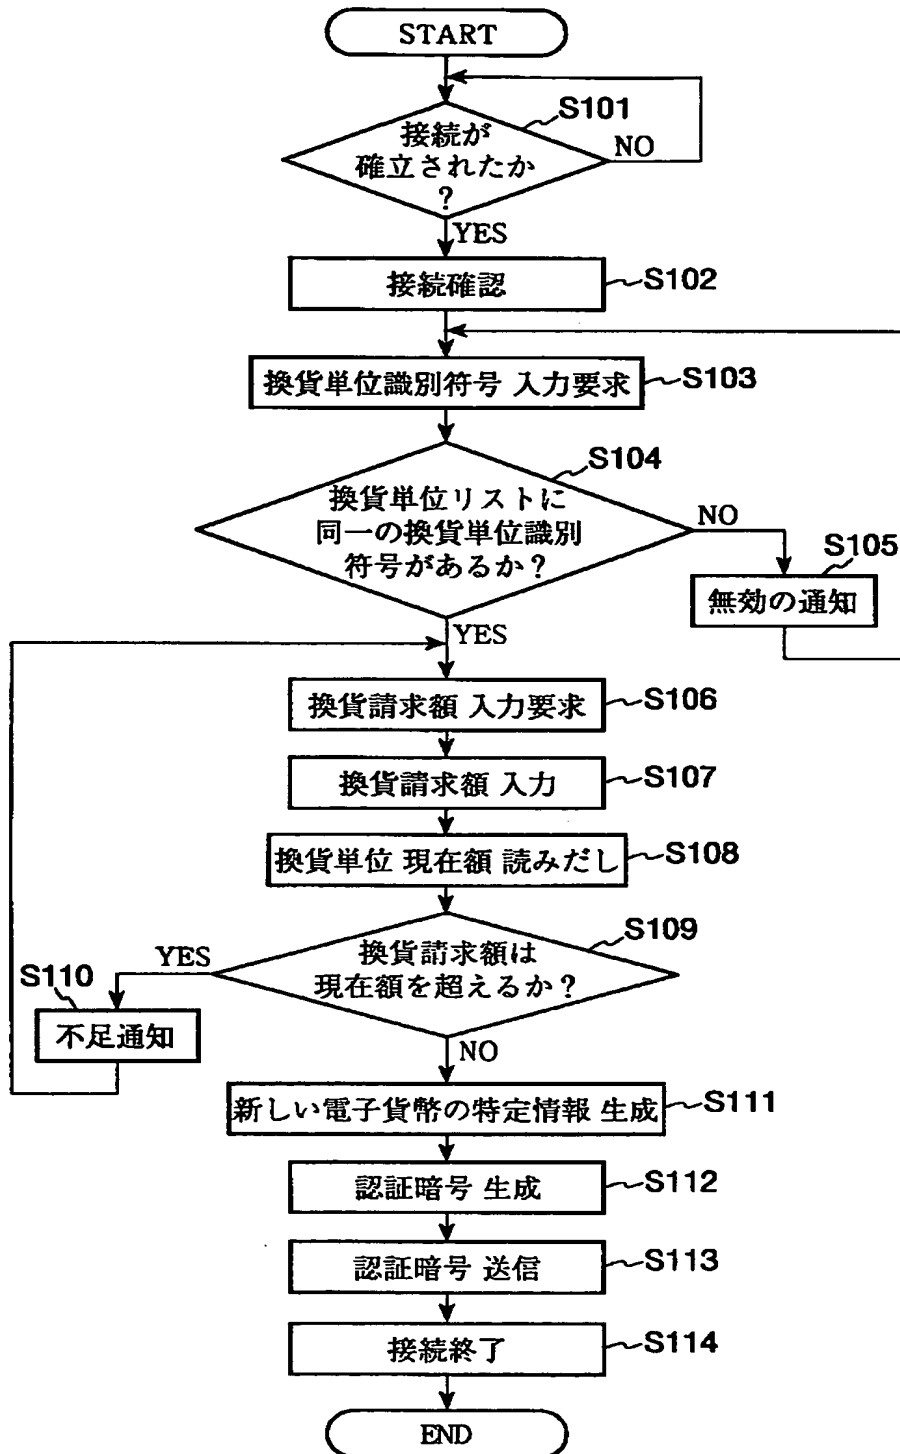 START
S101
接続が
確立されたか
?
NO
YES
接続確認
S102
換貨単位識別符号 入力要求
S103
S104
換貨単位リストに
同一の換貨単位識別
符号があるか?
NO
S105
無効の通知
YES
換貨請求額 入力要求
S106
換貨請求額 入力
S107
換貨単位 現在額 読みだし
S108
S109
換貨請求額は
現在額を超えるか?
YES
S110
不足通知
NO
新しい電子貨幣の特定情報 生成
S111
認証暗号 生成
S112
認証暗号 送信
S113
接続終了
S114
END